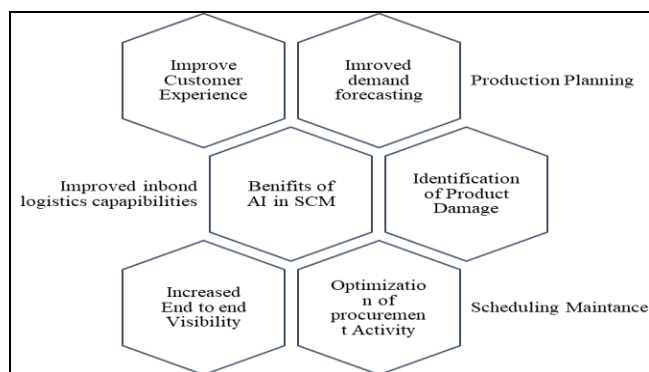 Improve
Customer
Experience
Imroved
demand
forecasting
Production Planning
Improved inbond
logistics capapibilities
Benifits of
AI in SCM
Identification
of Product
Damage
Increased
End to end
Visibility
Optimizatio
n of
procuremen
t Activity
Scheduling Maintance